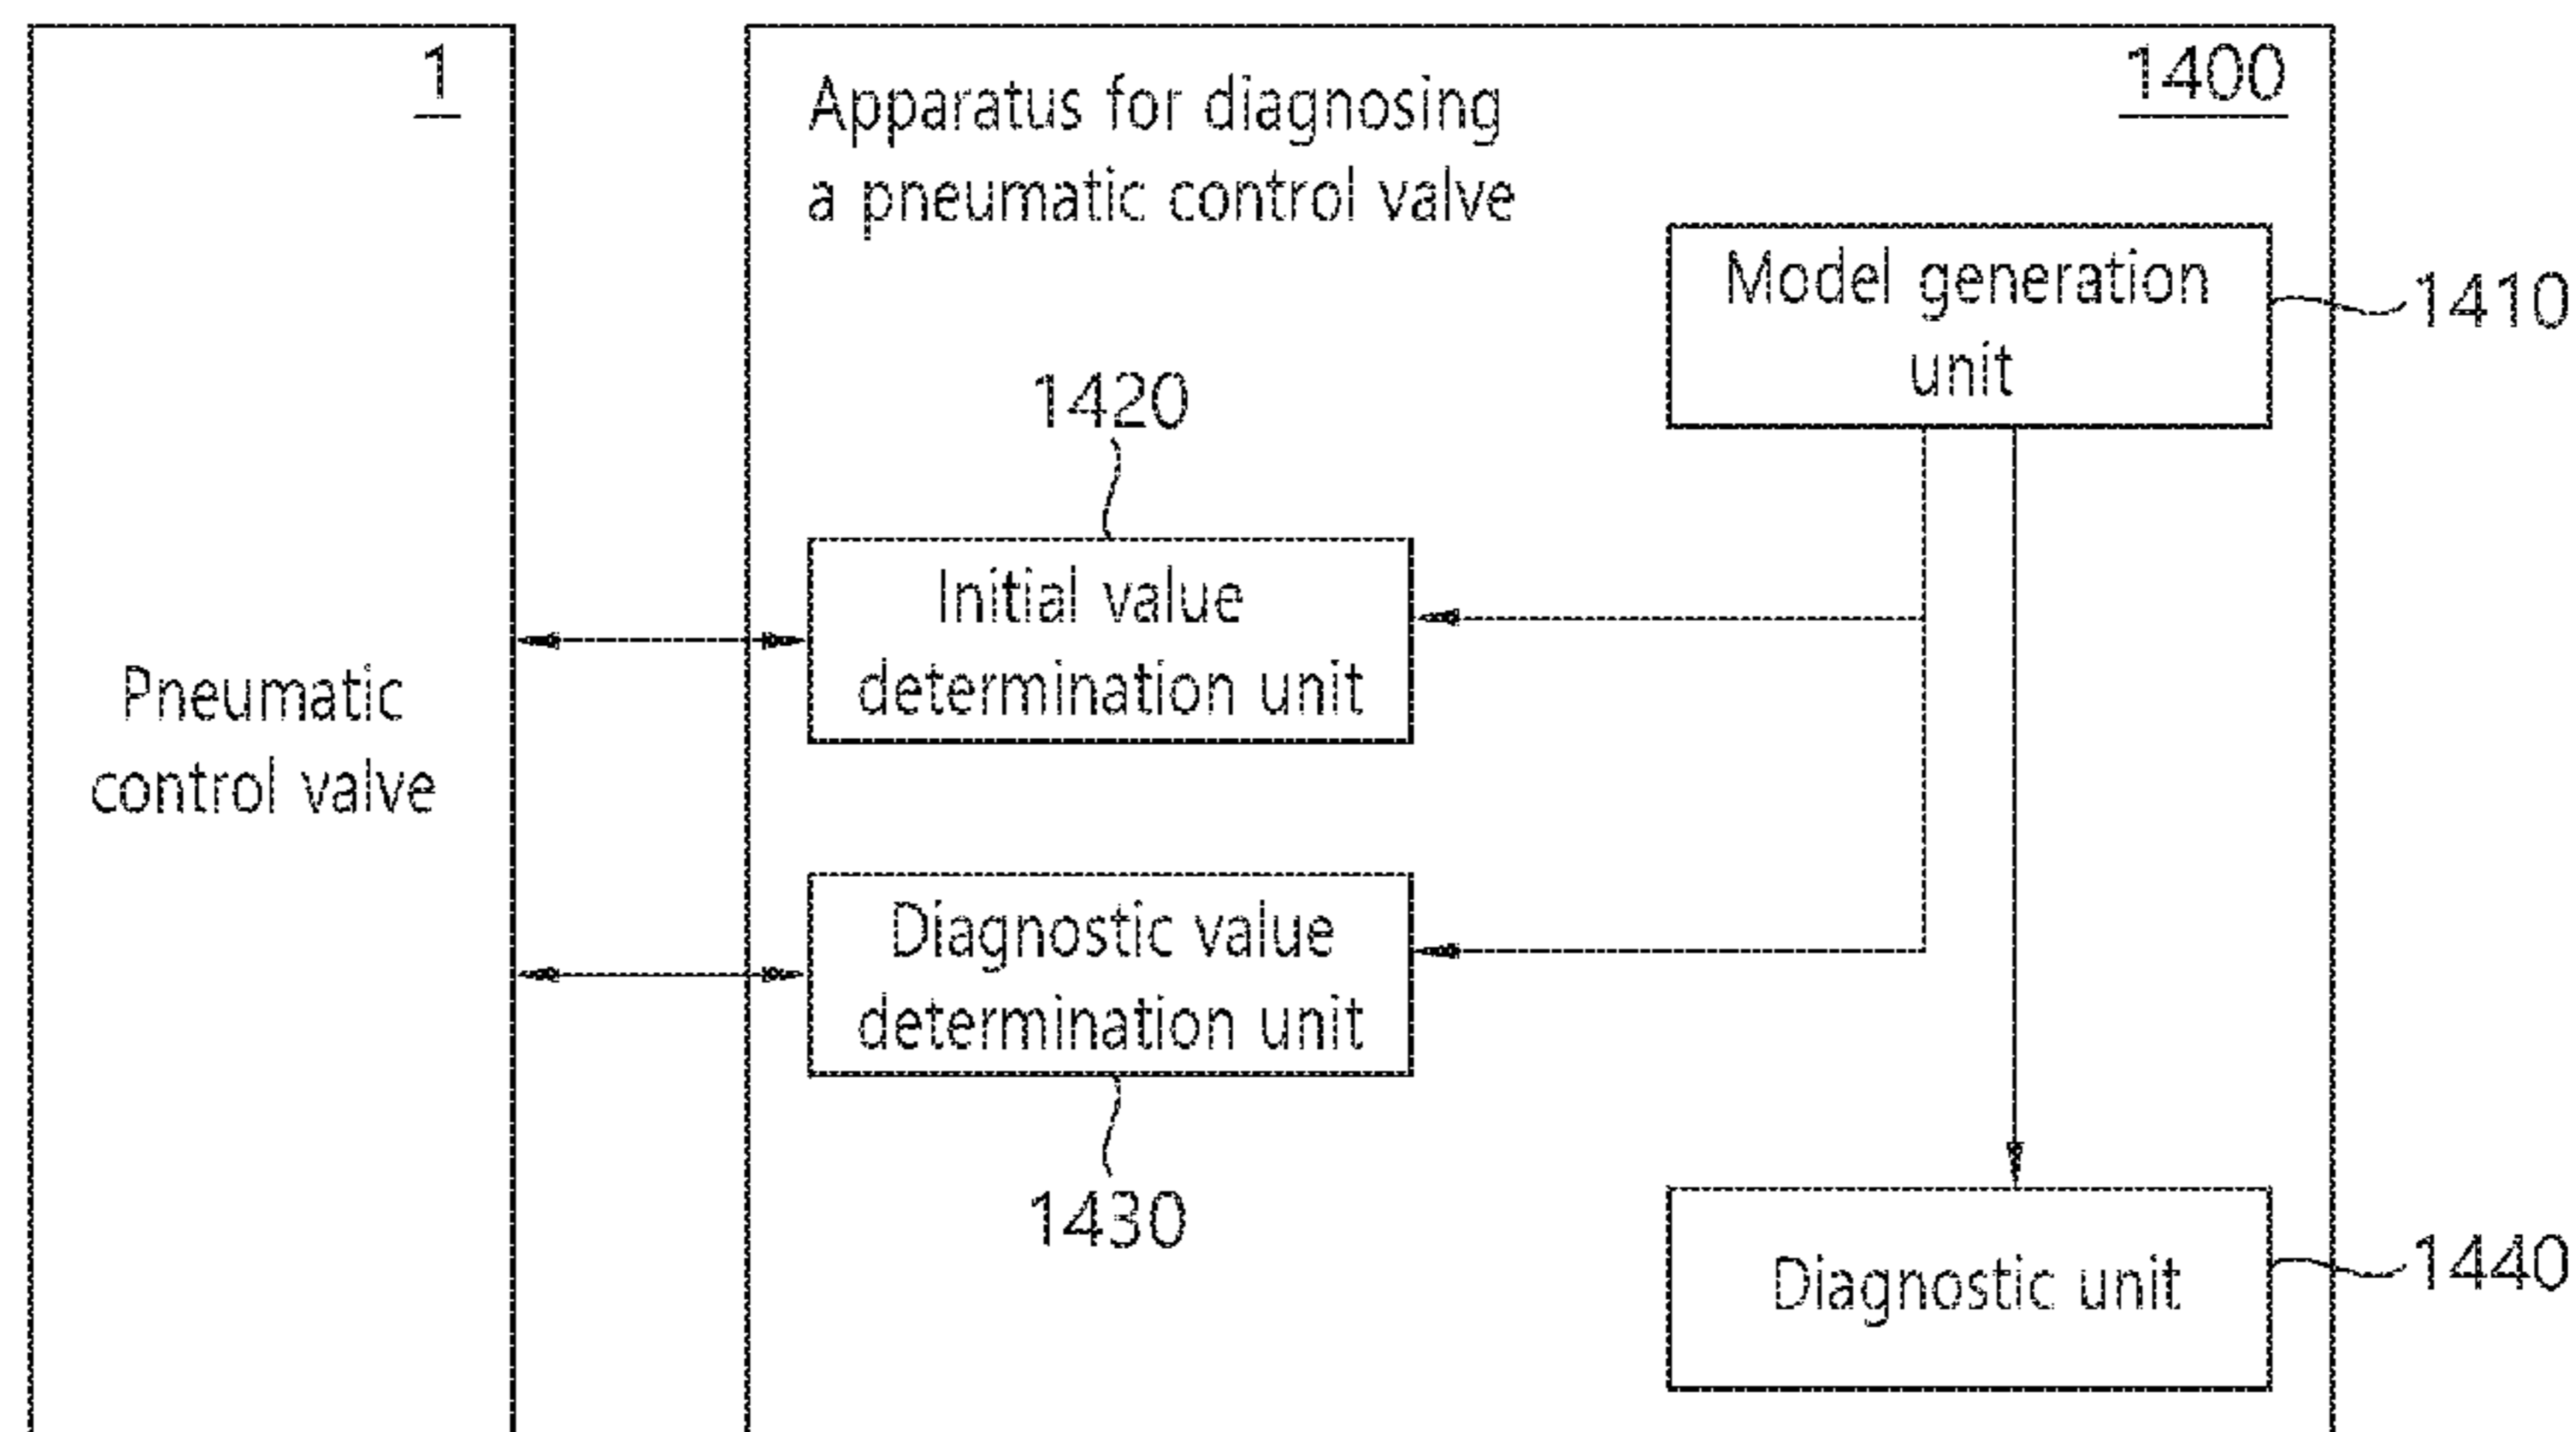 1
Pneumatic
control valve
1400
Apparatus for diagnosing
a pneumatic control valve
Model generation
unit
1410
1420
Initial value
determination unit
Diagnostic value
determination unit
1430
Diagnostic unit
1440